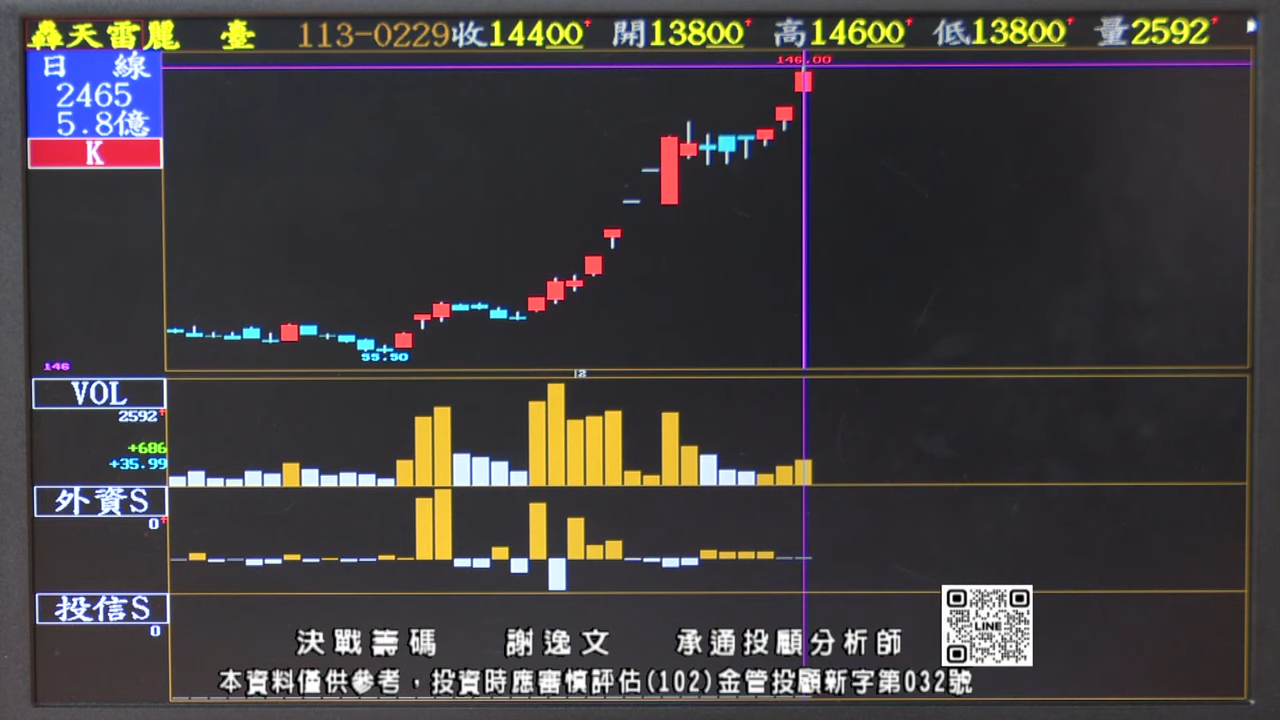 轟天雷麗 臺 113-0229收14400↑ 開13800↑ 高14600↑ 低13800↑ 量2592↑
日 線
2465
5.8億
K
146.00
55.50
146
2
VOL
2592↑
+686
+35.99
外資S
0↑
投信S
0
決戰籌碼 謝逸文 承通投顧分析師
LINE
本資料僅供參考，投資時應審慎評估(102)金管投顧新字第032號